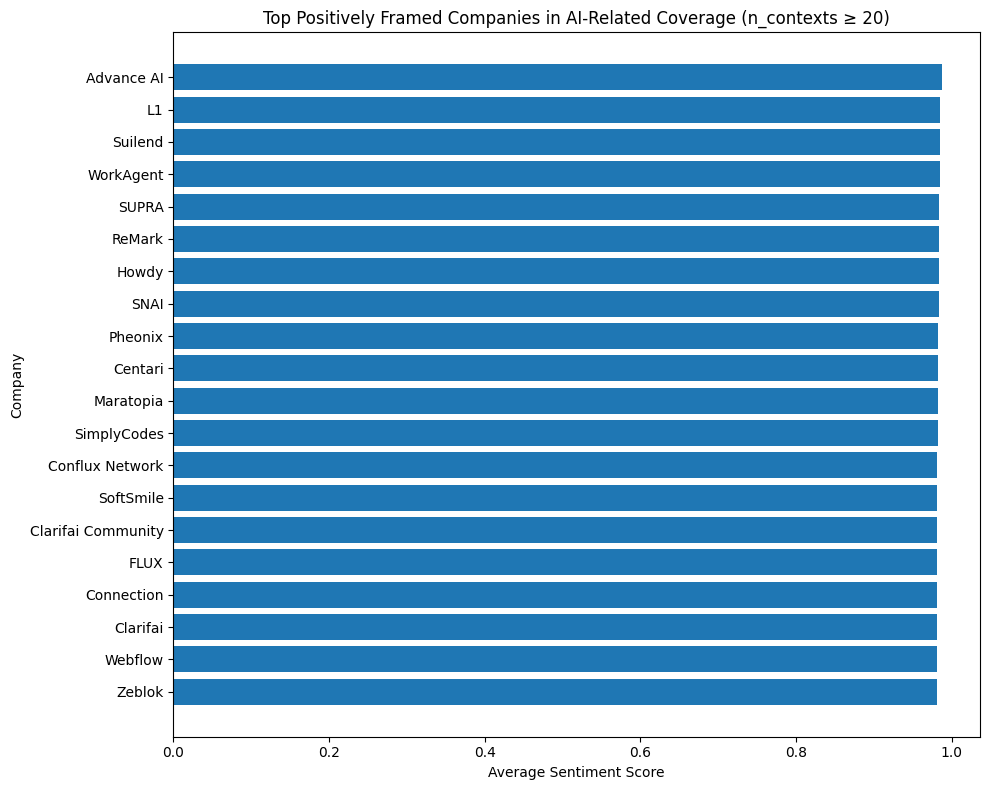 Top Positively Framed Companies in AI-Related Coverage (n_contexts ≥ 20)
Company
Advance AI
L1
Suilend
WorkAgent
SUPRA
ReMark
Howdy
SNAI
Pheonix
Centari
Maratopia
SimplyCodes
Conflux Network
SoftSmile
Clarifai Community
FLUX
Connection
Clarifai
Webflow
Zeblok
0.0 0.2 0.4 0.6 0.8 1.0
Average Sentiment Score